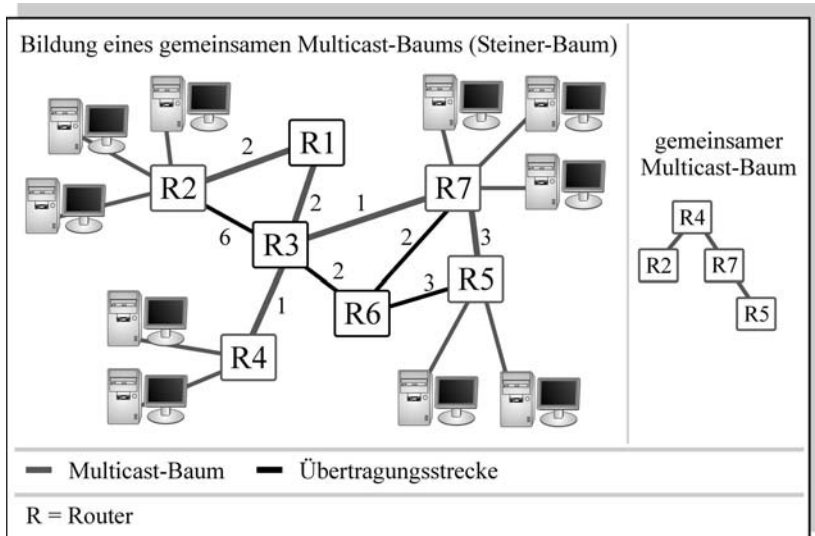 Bildung eines gemeinsamen Multicast-Baums (Steiner-Baum)
2
R1
R2
R7
gemeinsamer
Multicast-Baum
2
1
6
R3
2
3
R4
R2
R7
2
3
R5
R6
R5
1
R4
Multicast-Baum
Übertragungsstrecke
R = Router